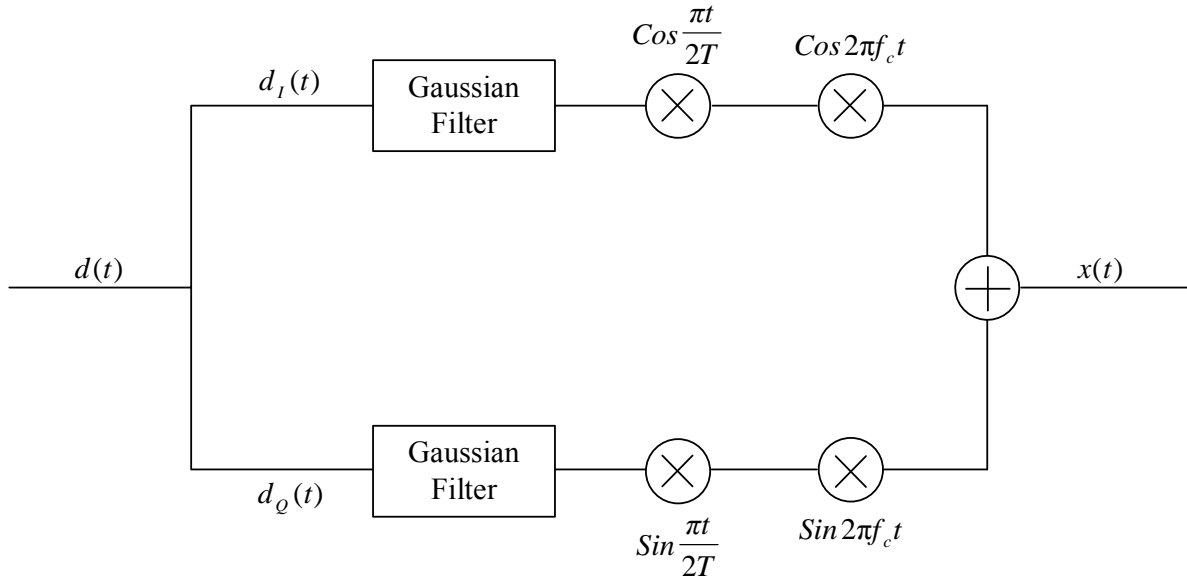 Cos πt/2T
Cos 2πf_c t
d_I(t)
Gaussian
Filter
d(t)
x(t)
Gaussian
Filter
d_Q(t)
Sin πt/2T
Sin 2πf_c t